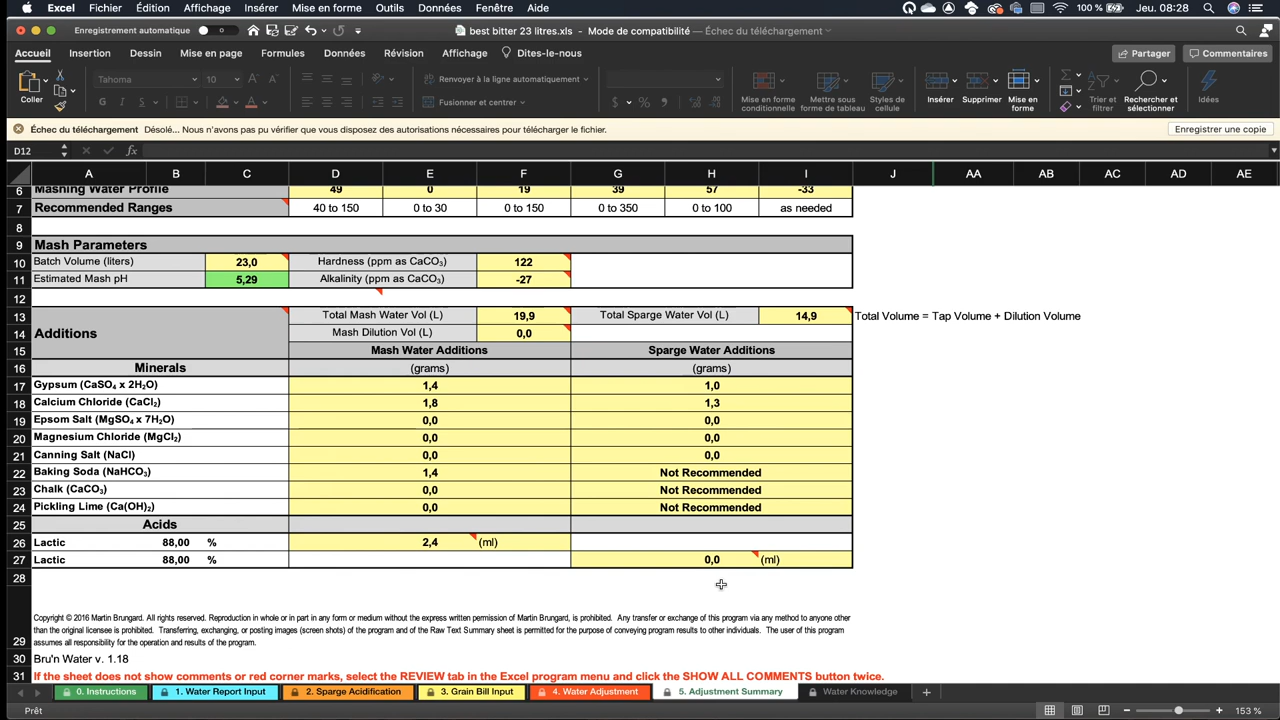 Excel Fichier Édition Affichage Insérer Mise en forme Outils Données Fenêtre Aide 100 % Jeu. 08:28
Enregistrement automatique best bitter 23 litres.xls - Mode de compatibilité — Échec du téléchargement
Accueil Insertion Dessin Mise en page Formules Données Révision Affichage Dites-le-nous Partager Commentaires
Tahoma 10 Renvoyer à la ligne automatiquement
Coller G I S Fusionner et centrer $ % Mise en forme conditionnelle Mettre sous forme de tableau Styles de cellule Insérer Supprimer Mise en forme Trier et filtrer Rechercher et sélectionner Idées
Échec du téléchargement Désolé... Nous n'avons pas pu vérifier que vous disposez des autorisations nécessaires pour télécharger le fichier. Enregistrer une copie
D12 fx
A B C D E F G H I J AA AB AC AD AE
6 Mashing Water Profile 49 0 19 39 57 -33
7 Recommended Ranges 40 to 150 0 to 30 0 to 150 0 to 350 0 to 100 as needed
8
9 Mash Parameters
10 Batch Volume (liters) 23,0 Hardness (ppm as CaCO₃) 122
11 Estimated Mash pH 5,29 Alkalinity (ppm as CaCO₃) -27
12
13 Total Mash Water Vol (L) 19,9 Total Sparge Water Vol (L) 14,9 Total Volume = Tap Volume + Dilution Volume
14 Additions Mash Dilution Vol (L) 0,0
15 Mash Water Additions Sparge Water Additions
16 Minerals (grams) (grams)
17 Gypsum (CaSO₄ x 2H₂O) 1,4 1,0
18 Calcium Chloride (CaCl₂) 1,8 1,3
19 Epsom Salt (MgSO₄ x 7H₂O) 0,0 0,0
20 Magnesium Chloride (MgCl₂) 0,0 0,0
21 Canning Salt (NaCl) 0,0 0,0
22 Baking Soda (NaHCO₃) 1,4 Not Recommended
23 Chalk (CaCO₃) 0,0 Not Recommended
24 Pickling Lime (Ca(OH)₂) 0,0 Not Recommended
25 Acids
26 Lactic 88,00 % 2,4 (ml)
27 Lactic 88,00 % 0,0 (ml)
28
Copyright © 2016 Martin Brungard. All rights reserved. Reproduction in whole or in part in any form or medium without the express written permission of Martin Brungard, is prohibited. Any transfer or exchange of this program via any method to anyone other
than the original licensee is prohibited. Transferring, exchanging, or posting images (screen shots) of the program and of the Raw Text Summary sheet is permitted for the purpose of conveying program results to other individuals. The user of this program
29 assumes all responsibility for the operation and results of the program.
30 Bru'n Water v. 1.18
31 If the sheet does not show comments or red corner marks, select the REVIEW tab in the Excel program menu and click the SHOW ALL COMMENTS button twice.
0. Instructions 1. Water Report Input 2. Sparge Acidification 3. Grain Bill Input 4. Water Adjustment 5. Adjustment Summary Water Knowledge
Prêt 153 %